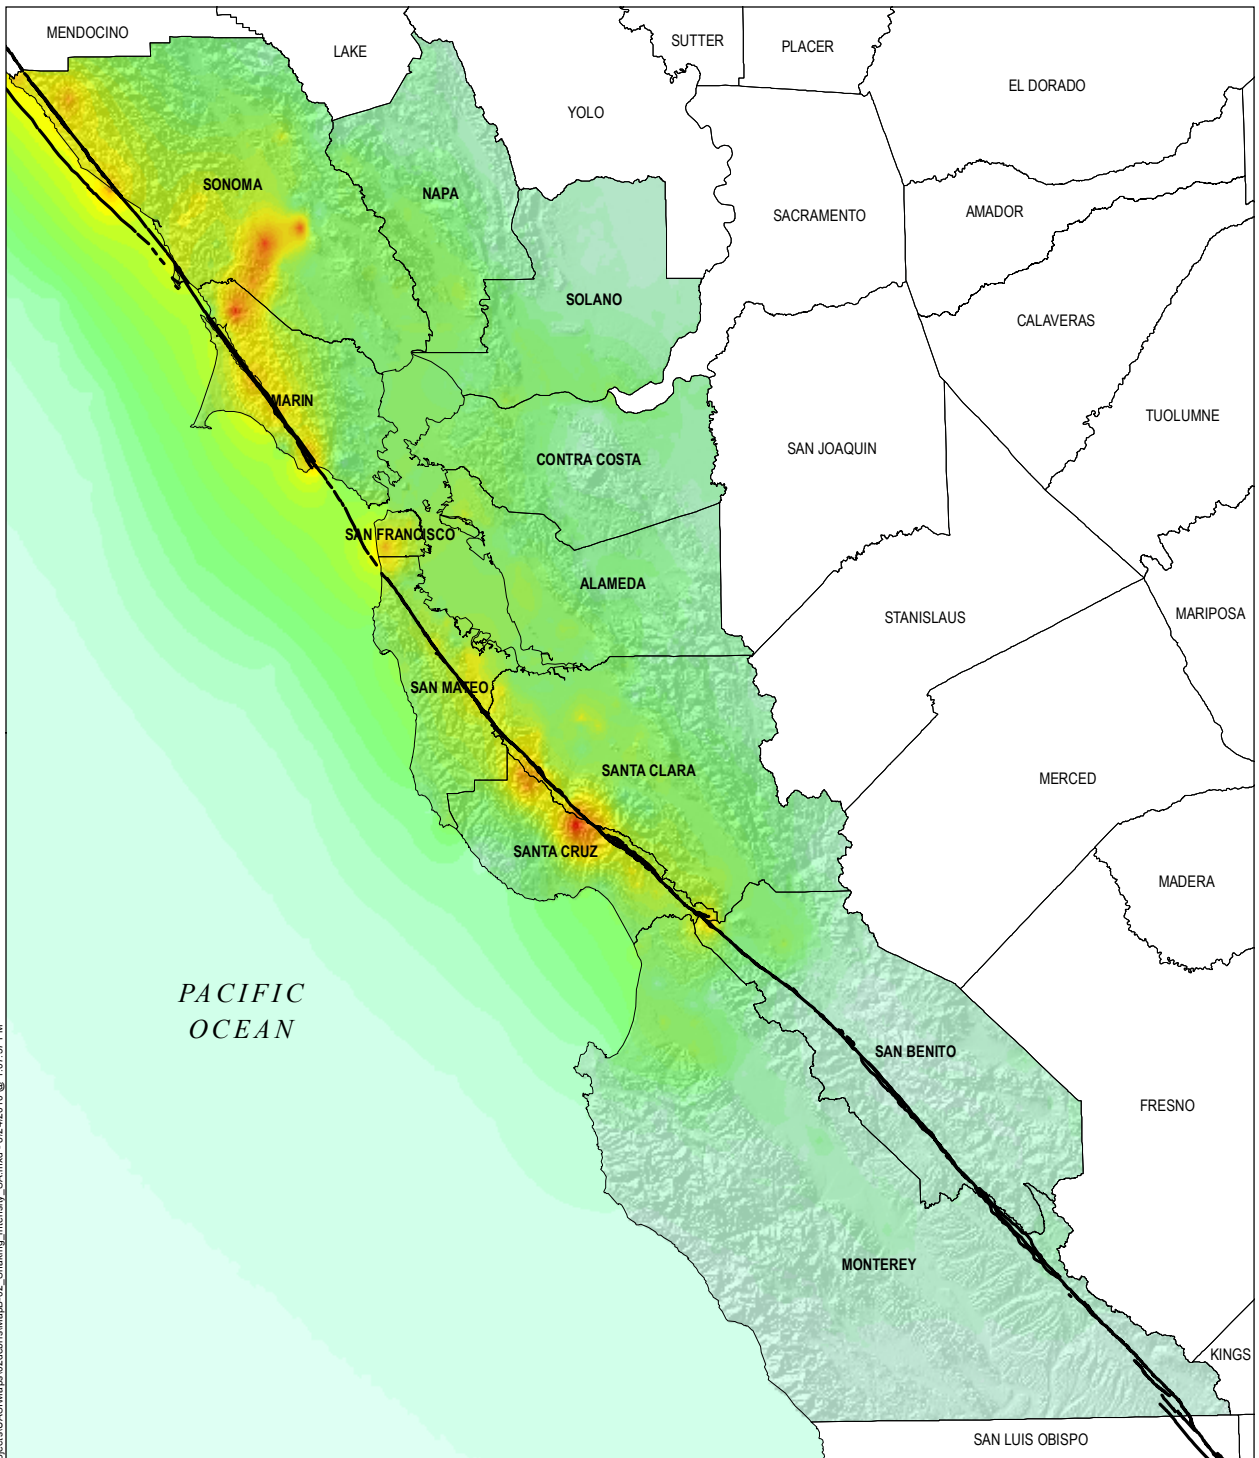 MENDOCINO
LAKE
SUTTER
PLACER
EL DORADO
YOLO
SONOMA
NAPA
SACRAMENTO
AMADOR
SOLANO
CALAVERAS
MARIN
TUOLUMNE
CONTRA COSTA
SAN JOAQUIN
SAN FRANCISCO
ALAMEDA
STANISLAUS
MARIPOSA
SAN MATEO
SANTA CLARA
MERCED
SANTA CRUZ
MADERA
PACIFIC
OCEAN
SAN BENITO
FRESNO
MONTEREY
KINGS
SAN LUIS OBISPO